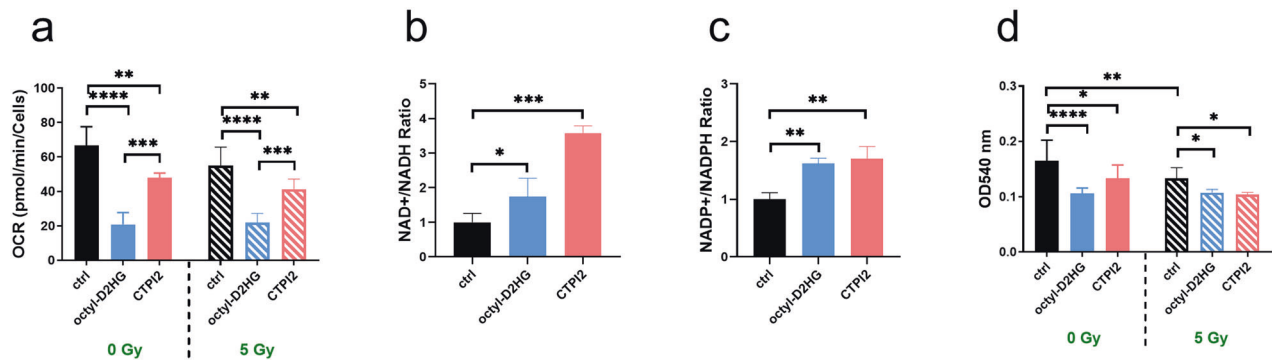 a
b
c
d
OCR (pmol/min/Cells)
100
80
60
40
20
0
**
****
***
**
****
***
ctrl
octyl-D2HG
CTPI2
ctrl
octyl-D2HG
CTPI2
0 Gy
5 Gy
NAD+/NADH Ratio
5
4
3
2
1
0
***
*
ctrl
octyl-D2HG
CTPI2
NADP+/NADPH Ratio
3
2
1
0
**
**
ctrl
octyl-D2HG
CTPI2
OD540 nm
0.3
0.2
0.1
0.0
**
*
****
*
*
ctrl
octyl-D2HG
CTPI2
ctrl
octyl-D2HG
CTPI2
0 Gy
5 Gy